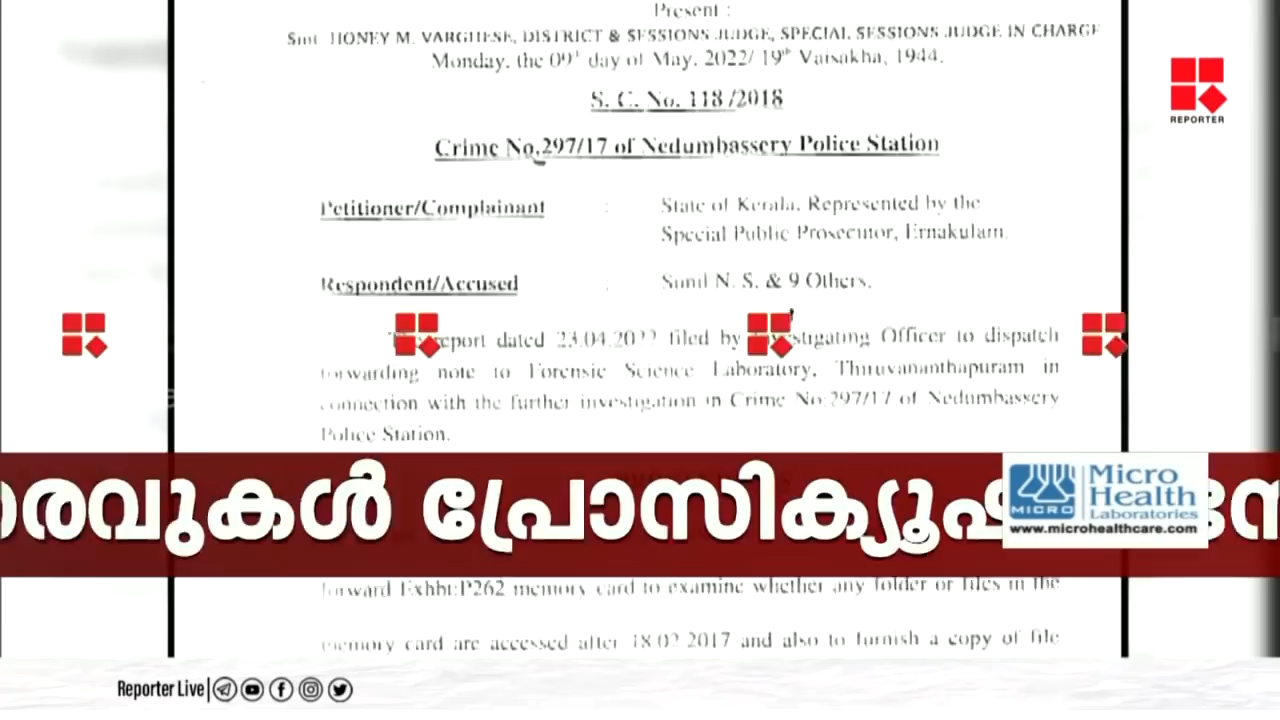 Present :
Smt. HONEY M. VARGHESE, DISTRICT & SESSIONS JUDGE, SPECIAL SESSIONS JUDGE IN CHARGE
Monday, the 09th day of May, 2022/ 19th Vaisakha, 1944.
S. C. No. 118 /2018
REPORTER
Crime No.297/17 of Nedumbassery Police Station
Petitioner/Complainant : State of Kerala, Represented by the
Special Public Prosecutor, Ernakulam.
Respondent/Accused : Sunil N. S. & 9 Others.
report dated 23.04.2022 filed by Investigating Officer to dispatch
forwarding note to Forensic Science Laboratory, Thiruvananthapuram in
connection with the further investigation in Crime No.297/17 of Nedumbassery
Police Station.
രവുകൾ പ്രോസിക്യൂഷ
Micro
Health
Laboratories
MICRO
www.microhealthcare.com
forward Exhbt:P262 memory card to examine whether any folder or files in the
memory card are accessed after 18.02.2017 and also to furnish a copy of file
Reporter Live